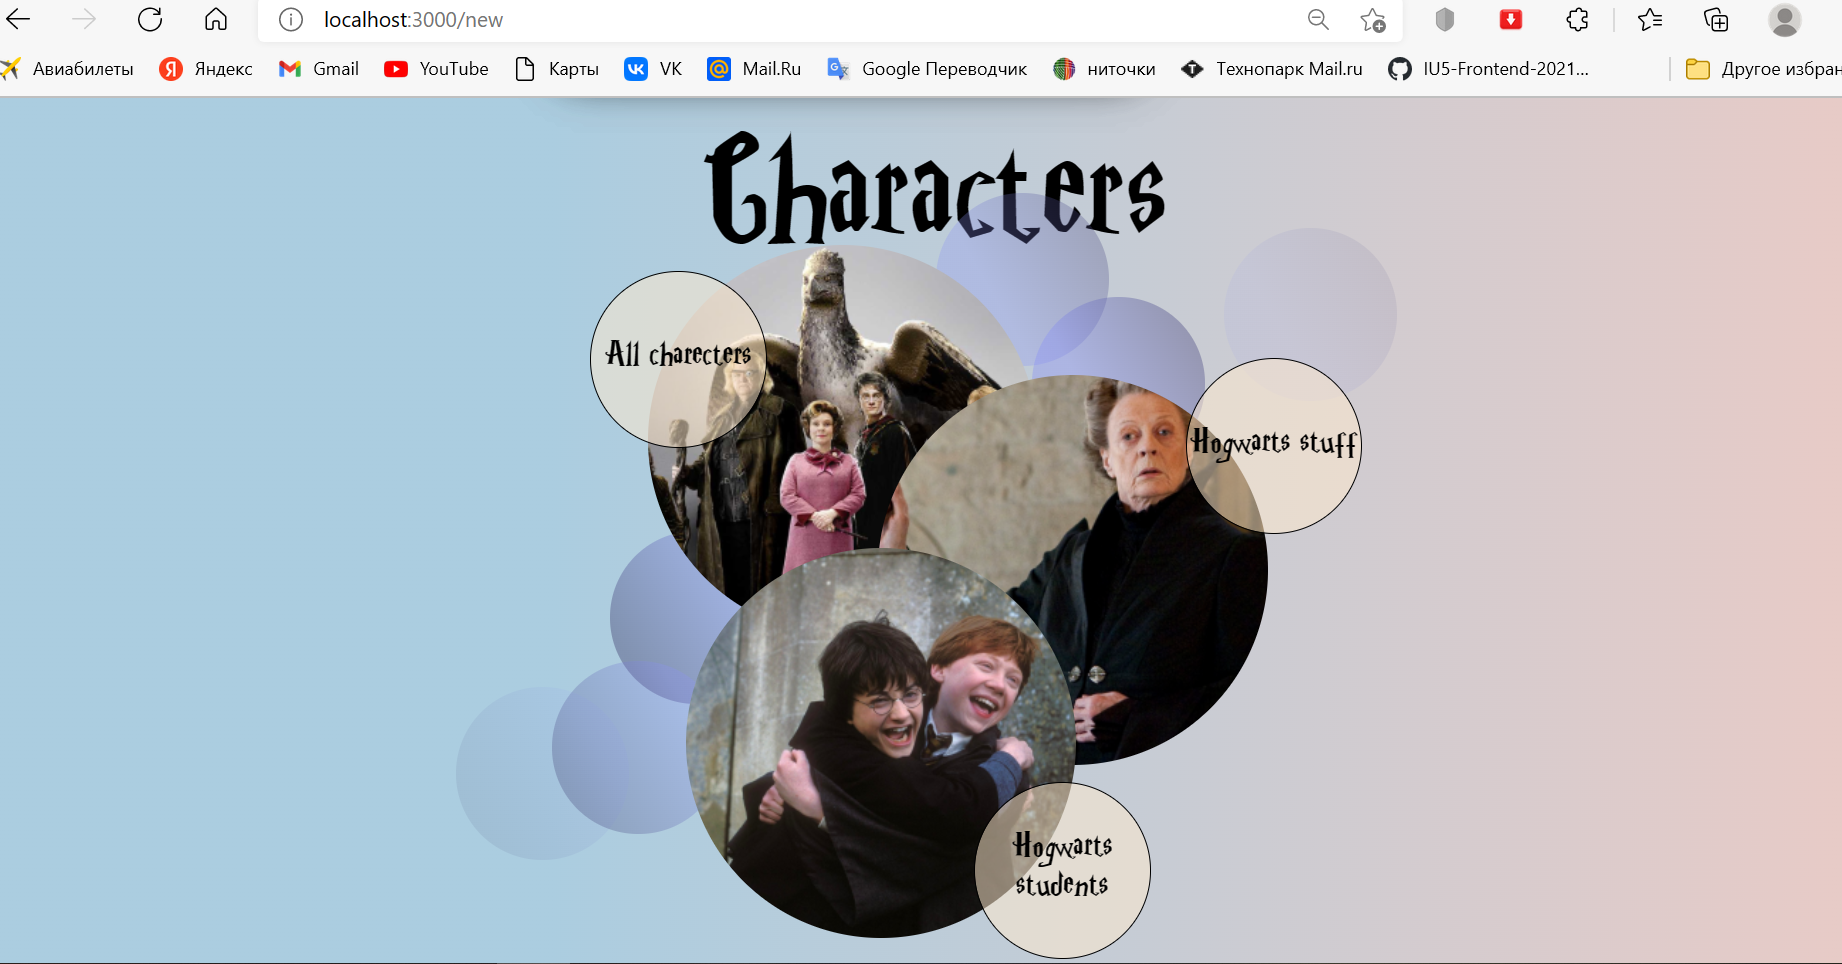 localhost:3000/new
Авиабилеты Яндекс Gmail YouTube Карты VK Mail.Ru Google Переводчик ниточки Технопарк Mail.ru IU5-Frontend-2021... Другое избран
Characters
All charecters
Hogwarts stuff
Hogwarts
students